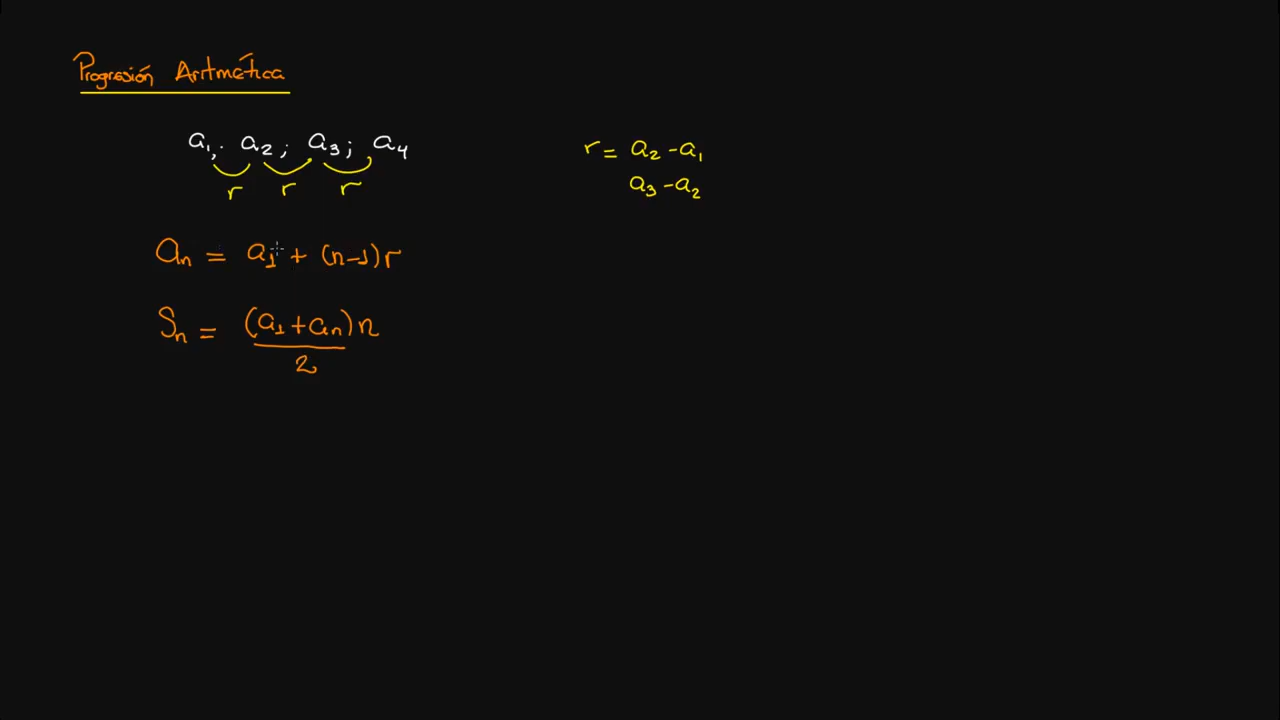 Progresión Aritmética
a₁; a₂; a₃; a₄
r r r
r = a₂ - a₁
a₃ - a₂
aₙ = a₁ + (n-1)r
Sₙ = (a₁ + aₙ)n
2